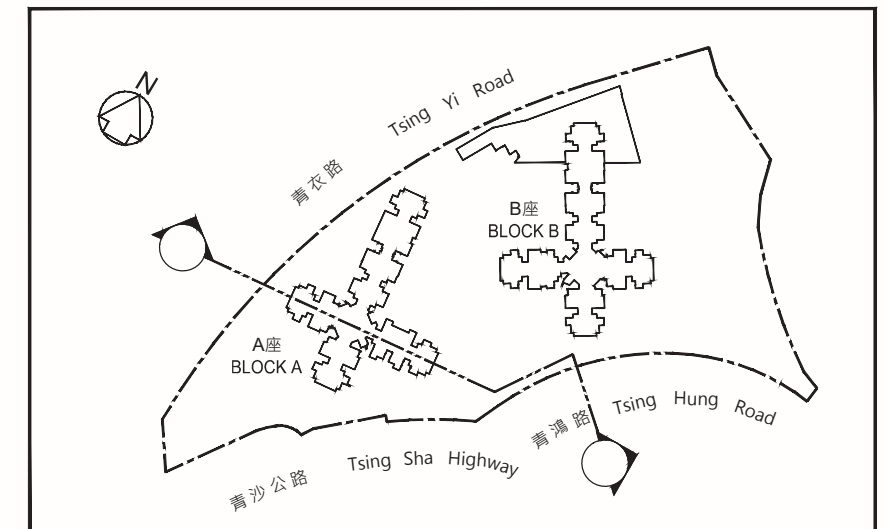 N
青衣路 Tsing Yi Road
B座
BLOCK B
A座
BLOCK A
青鴻路 Tsing Hung Road
青沙公路 Tsing Sha Highway